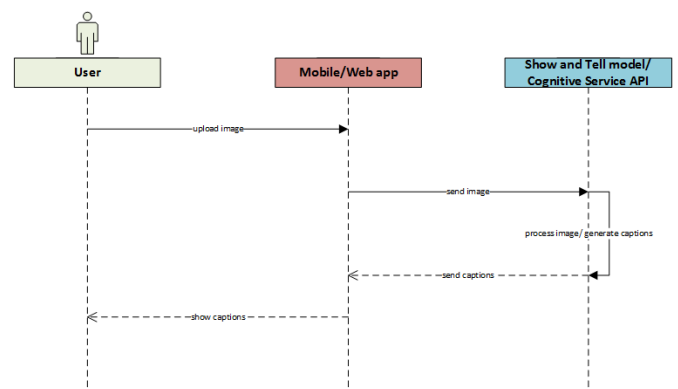 User
Mobile/Web app
Show and Tell model/
Cognitive Service API
upload image
send image
process image/ generate captions
send captions
show captions